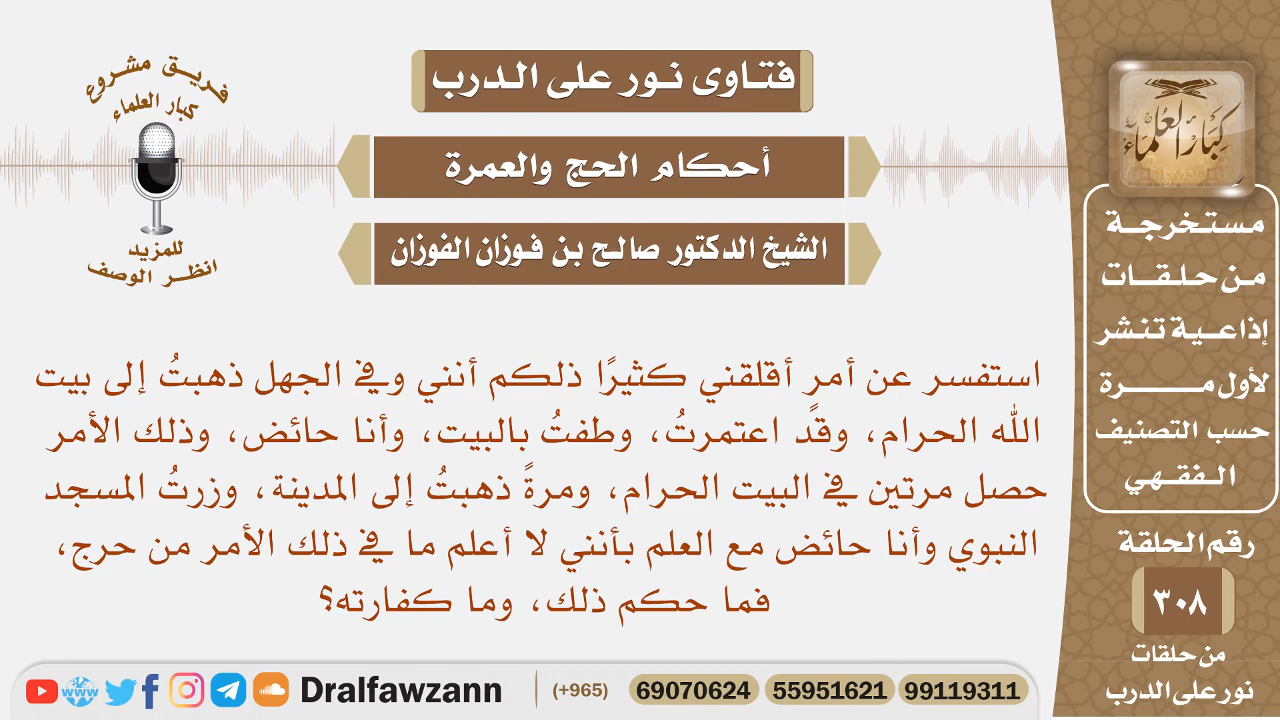 فتاوى نور على الدرب
أحكام الحج والعمرة
الشيخ الدكتور صالح بن فوزان الفوزان
فريق مشروع
كبار العلماء
للمزيد
انظر الوصف
استفسر عن أمر أقلقني كثيرًا ذلكم أنني وفي الجهل ذهبتُ إلى بيت
الله الحرام، وقدً اعتمرتُ، وطفتُ بالبيت، وأنا حائض، وذلك الأمر
حصل مرتين في البيت الحرام، ومرةً ذهبتُ إلى المدينة، وزرتُ المسجد
النبوي وأنا حائض مع العلم بأنني لا أعلم ما في ذلك الأمر من حرج،
فما حكم ذلك، وما كفارته؟
كبار العلماء
مستخرجة
من حلقات
إذاعية تنشر
لأول مرة
حسب التصنيف
الفقهي
رقم الحلقة
٣٠٨
من حلقات
نور على الدرب
www
Dralfawzann
(+965)
69070624
55951621
99119311